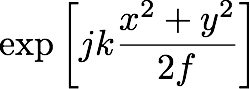 exp[jk (x² + y²)/(2f)]